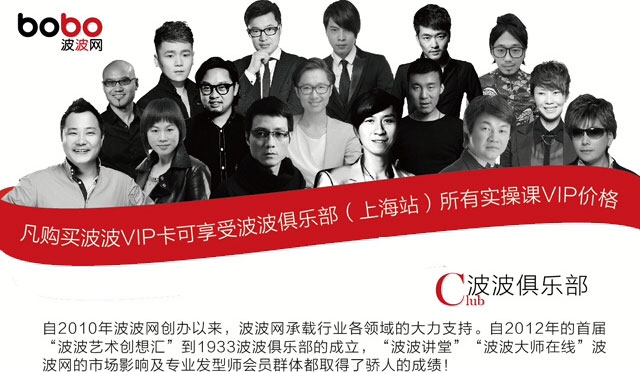 bobo
波波网
凡购买波波VIP卡可享受波波俱乐部（上海站）所有实操课VIP价格
Club 波波俱乐部
自2010年波波网创办以来，波波网承载行业各领域的大力支持。自2012年的首届
“波波艺术创想汇”到1933波波俱乐部的成立，“波波讲堂”“波波大师在线”波
波网的市场影响及专业发型师会员群体都取得了骄人的成绩！